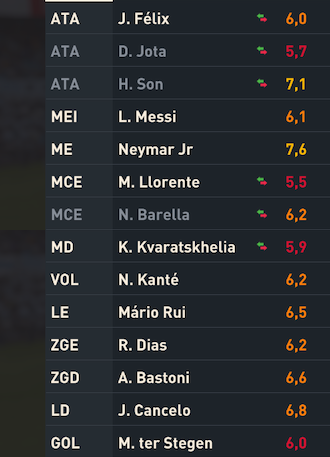 ATA J. Félix 6,0
ATA D. Jota 5,7
ATA H. Son 7,1
MEI L. Messi 6,1
ME Neymar Jr 7,6
MCE M. Llorente 5,5
MCE N. Barella 6,2
MD K. Kvaratskhelia 5,9
VOL N. Kanté 6,2
LE Mário Rui 6,5
ZGE R. Dias 6,2
ZGD A. Bastoni 6,6
LD J. Cancelo 6,8
GOL M. ter Stegen 6,0